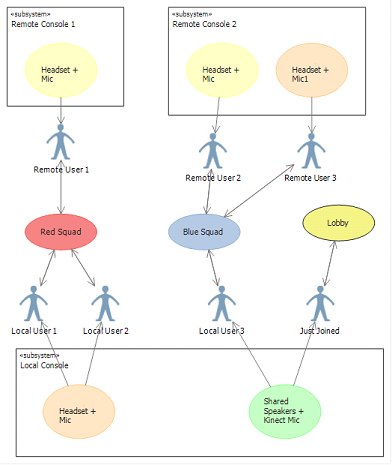 «subsystem»
Remote Console 1
Headset +
Mic
«subsystem»
Remote Console 2
Headset +
Mic
Headset +
Mic1
Remote User 1
Remote User 2
Remote User 3
Red Squad
Blue Squad
Lobby
Local User 1
Local User 2
Local User 3
Just Joined
«subsystem»
Local Console
Headset +
Mic
Shared
Speakers +
Kinect Mic